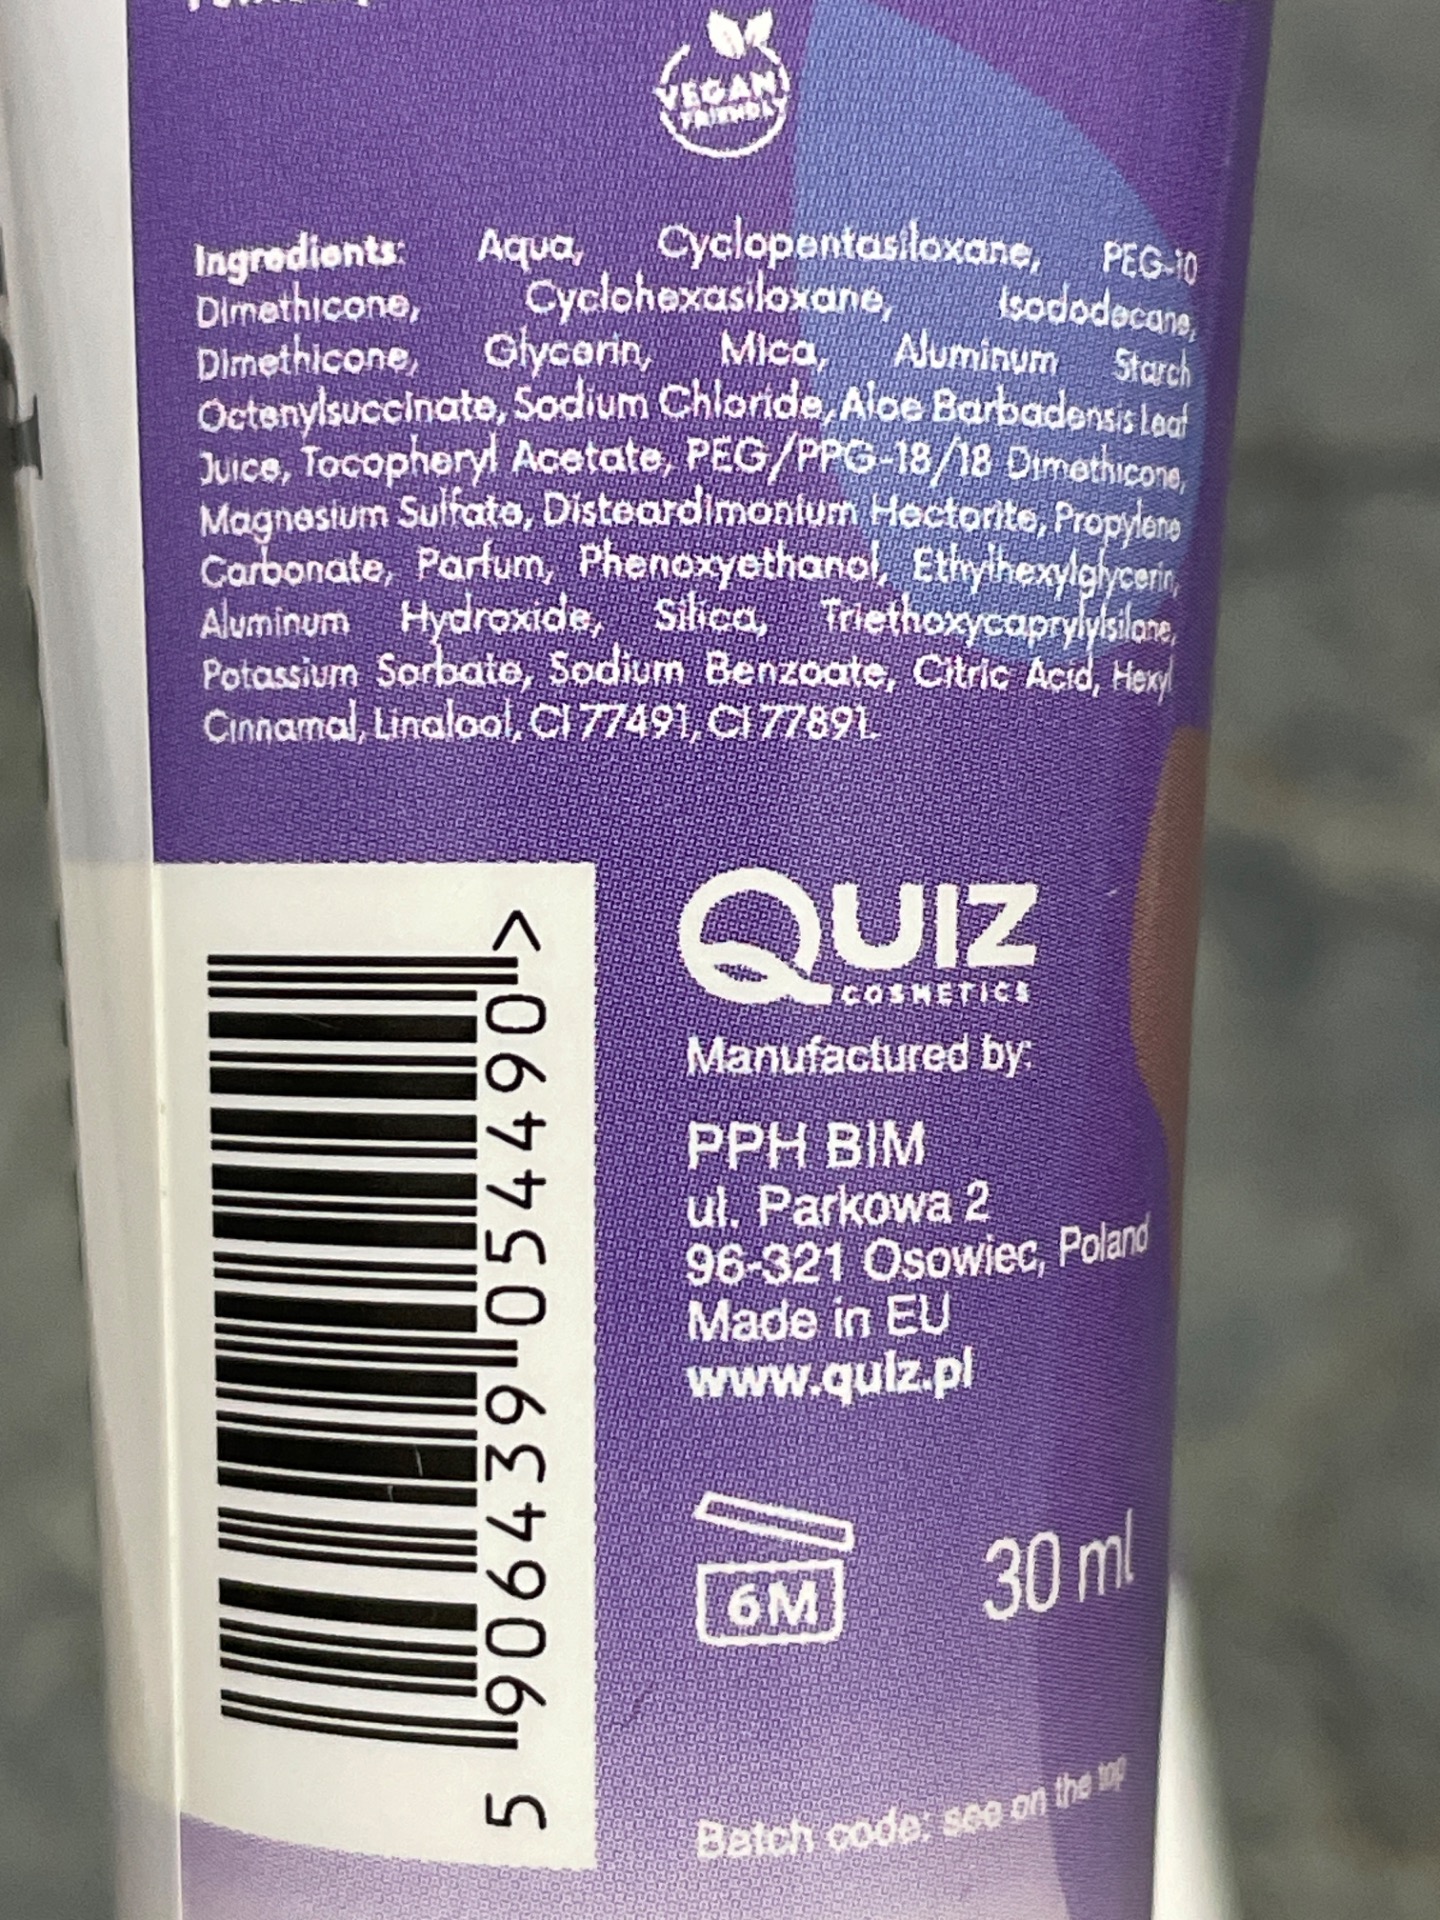 VEGAN
FRIENDLY
Ingredients: Aqua, Cyclopentasiloxane, PEG-10
Dimethicone, Cyclohexasiloxane, Isododecane,
Dimethicone, Glycerin, Mica, Aluminum Starch
Octenylsuccinate, Sodium Chloride, Aloe Barbadensis Leaf
Juice, Tocopheryl Acetate, PEG/PPG-18/18 Dimethicone,
Magnesium Sulfate, Disteardimonium Hectorite, Propylene
Carbonate, Parfum, Phenoxyethanol, Ethylhexylglycerin,
Aluminum Hydroxide, Silica, Triethoxycaprylylsilane,
Potassium Sorbate, Sodium Benzoate, Citric Acid, Hexyl
Cinnamal, Linalool, CI 77491, CI 77891.
5 906439 054490 >
QUIZ
COSMETICS
Manufactured by:
PPH BIM
ul. Parkowa 2
96-321 Osowiec, Poland
Made in EU
www.quiz.pl
6M
30 ml
Batch code: see on the top